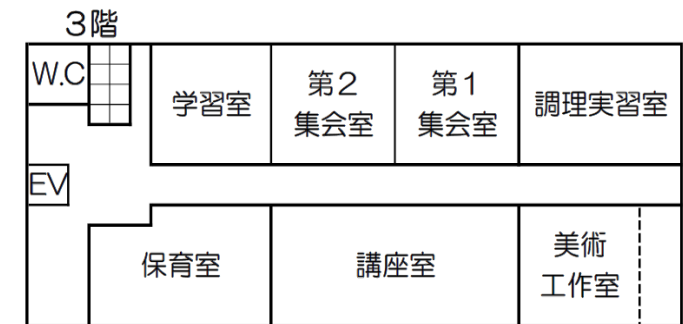 ３階
W.C
学習室
第２
集会室
第１
集会室
調理実習室
EV
保育室
講座室
美術
工作室